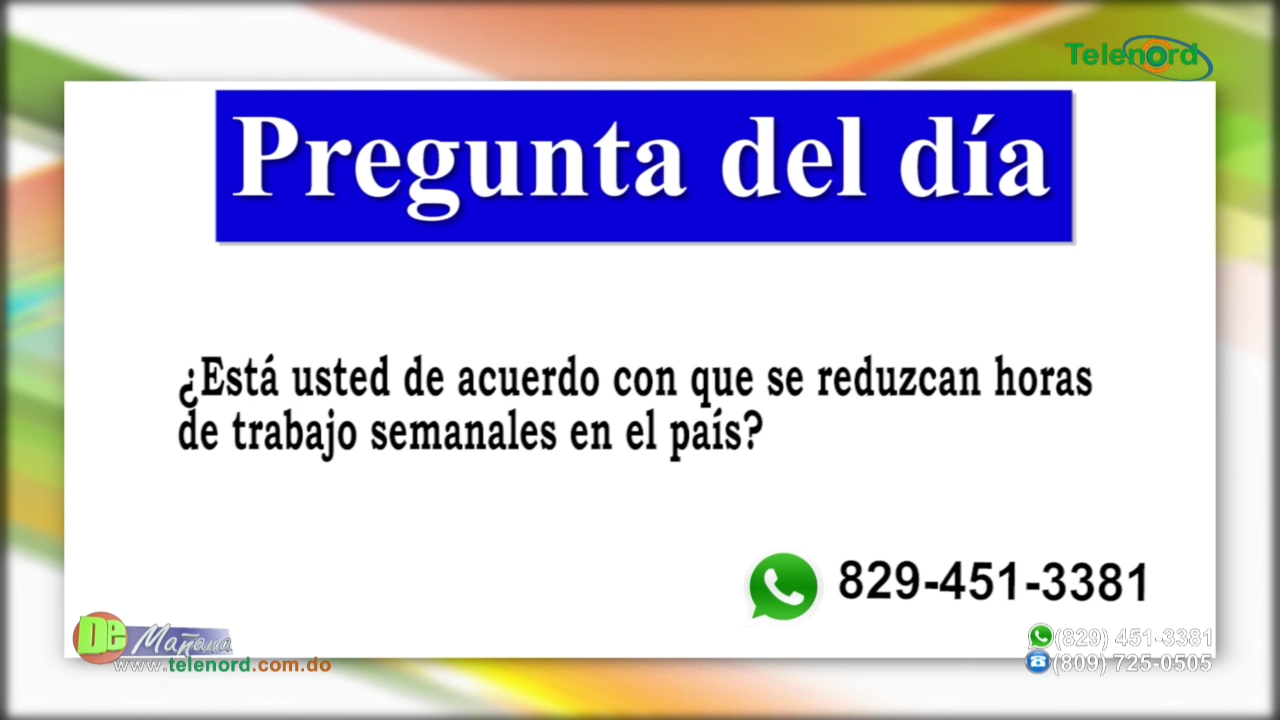 Telenord
Pregunta del día
¿Está usted de acuerdo con que se reduzcan horas
de trabajo semanales en el país?
829-451-3381
De Mañana
www.telenord.com.do
(829) 451-3381
(809) 725-0505